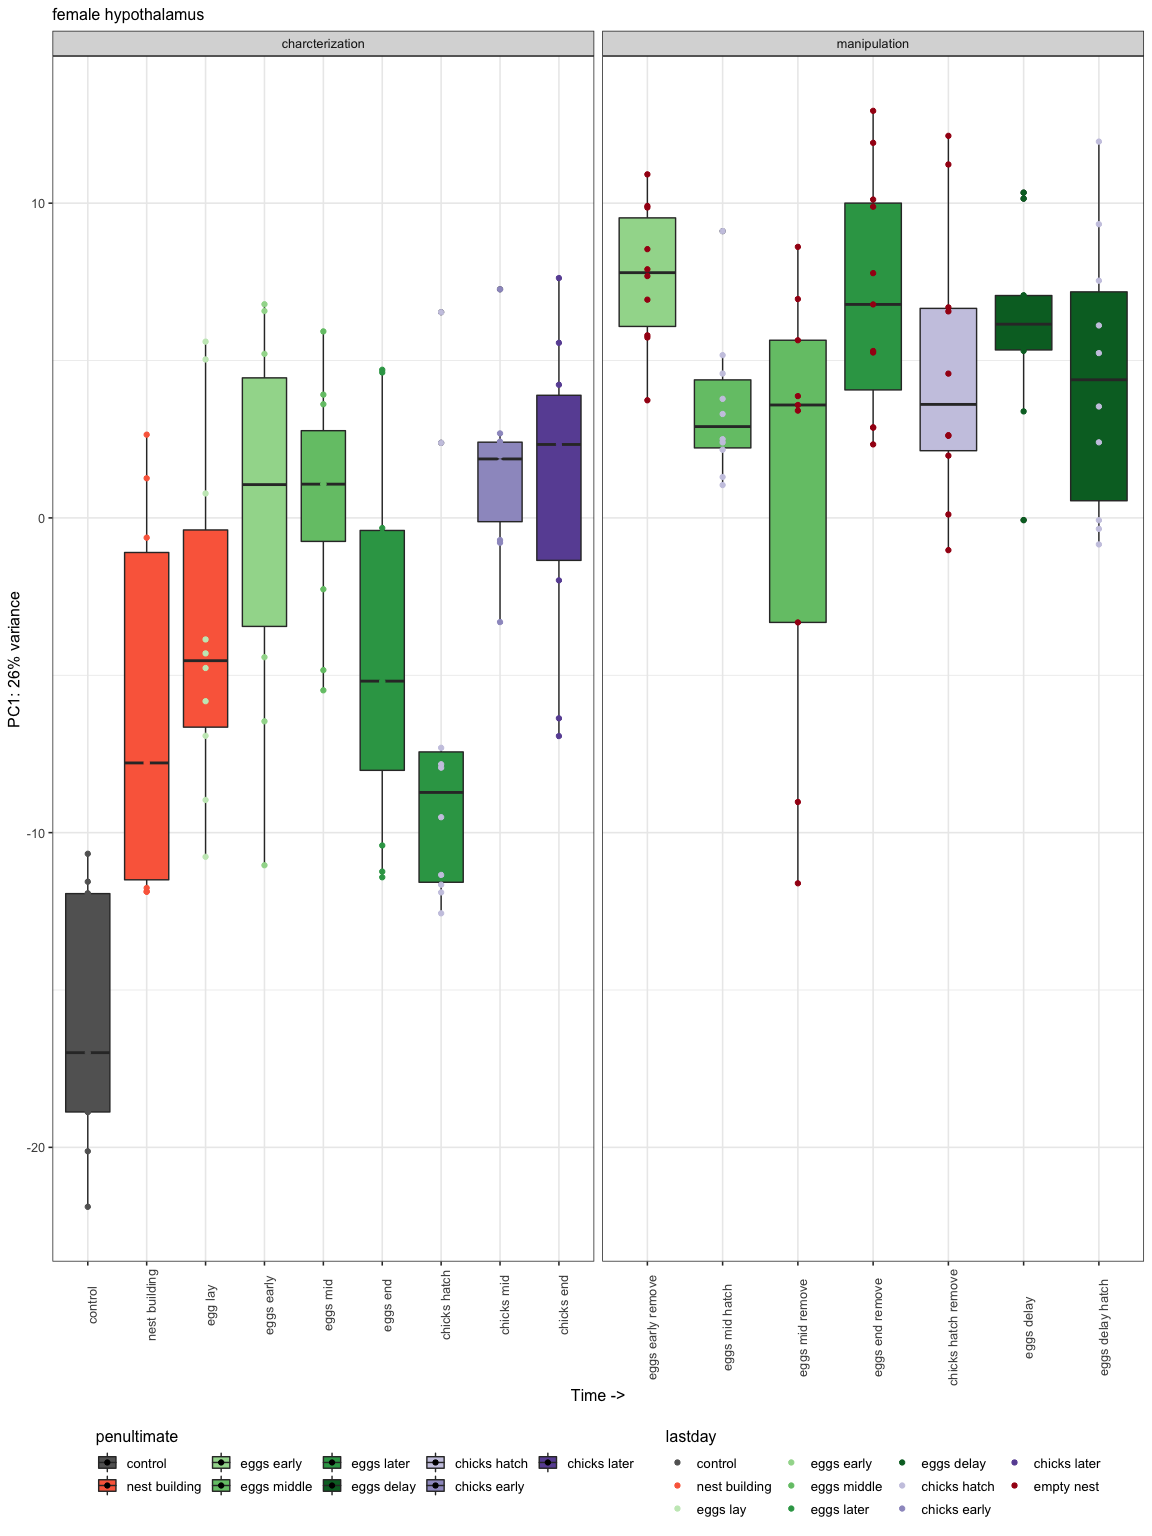 female hypothalamus
charcterization
manipulation
PC1: 26% variance
10
0
-10
-20
control
nest building
egg lay
eggs early
eggs mid
eggs end
chicks hatch
chicks mid
chicks end
eggs early remove
eggs mid hatch
eggs mid remove
eggs end remove
chicks hatch remove
eggs delay
eggs delay hatch
Time ->
penultimate
control
eggs early
eggs later
chicks hatch
chicks later
nest building
eggs middle
eggs delay
chicks early
lastday
control
eggs early
eggs delay
chicks later
nest building
eggs middle
chicks hatch
empty nest
eggs lay
eggs later
chicks early